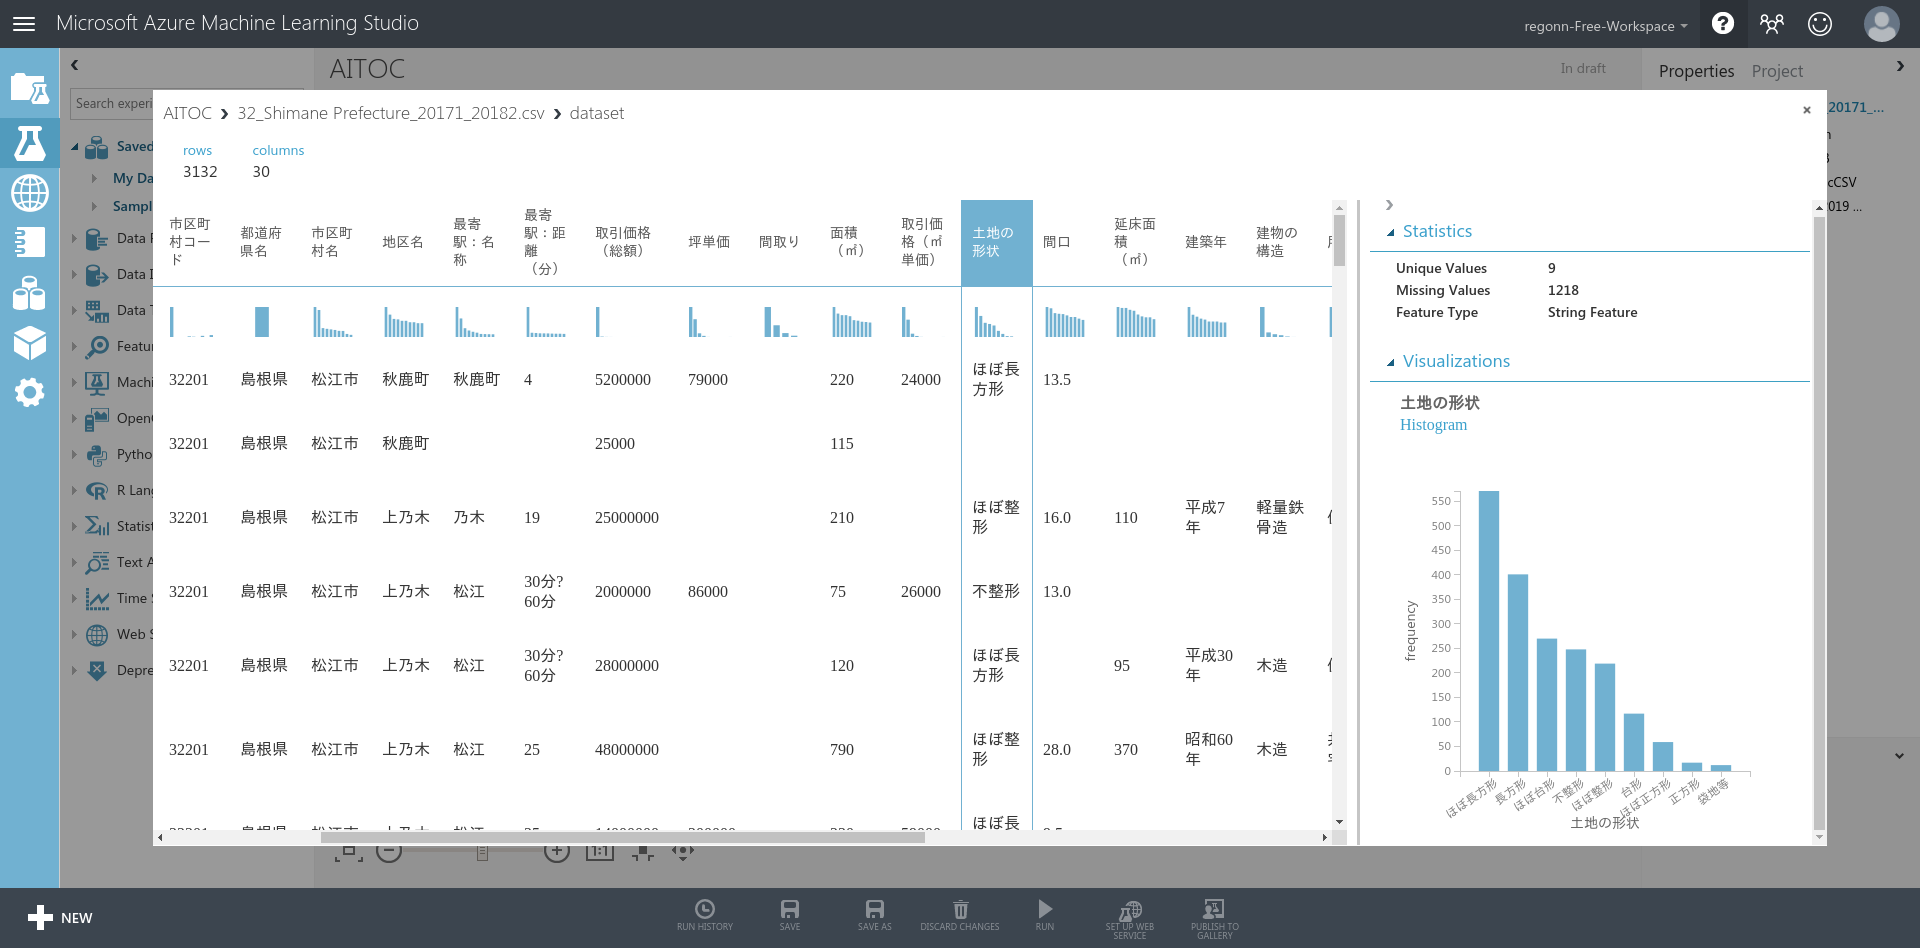 Microsoft Azure Machine Learning Studio
regonn-Free-Workspace
AITOC
In draft
Properties Project
Search experi
Saved
My Da
Sampl
Data
Data
Data
Featur
Machi
Open
Pytho
R Lang
Statist
Text A
Time S
Web S
Depre
_20171_...
cCSV
019 ...
AITOC > 32_Shimane Prefecture_20171_20182.csv > dataset
rows columns
3132 30
市区町村コード 都道府県名 市区町村名 地区名 最寄駅：名称 最寄駅：距離（分） 取引価格（総額） 坪単価 間取り 面積（㎡） 取引価格（㎡単価） 土地の形状 間口 延床面積（㎡） 建築年 建物の構造
32201 島根県 松江市 秋鹿町 秋鹿町 4 5200000 79000 220 24000 ほぼ長方形 13.5
32201 島根県 松江市 秋鹿町 25000 115
32201 島根県 松江市 上乃木 乃木 19 25000000 210 ほぼ整形 16.0 110 平成7年 軽量鉄骨造
32201 島根県 松江市 上乃木 松江 30分?60分 2000000 86000 75 26000 不整形 13.0
32201 島根県 松江市 上乃木 松江 30分?60分 28000000 120 ほぼ長方形 95 平成30年 木造
32201 島根県 松江市 上乃木 松江 25 48000000 790 ほぼ整形 28.0 370 昭和60年 木造
ほぼ長
Statistics
Unique Values 9
Missing Values 1218
Feature Type String Feature
Visualizations
土地の形状
Histogram
550
500
450
400
350
300
250
200
150
100
50
0
frequency
ほぼ長方形 長方形 ほぼ台形 不整形 ほぼ整形 台形 ほぼ正方形 正方形 袋地等
土地の形状
1:1
NEW
RUN HISTORY
SAVE
SAVE AS
DISCARD CHANGES
RUN
SET UP WEB
SERVICE
PUBLISH TO
GALLERY